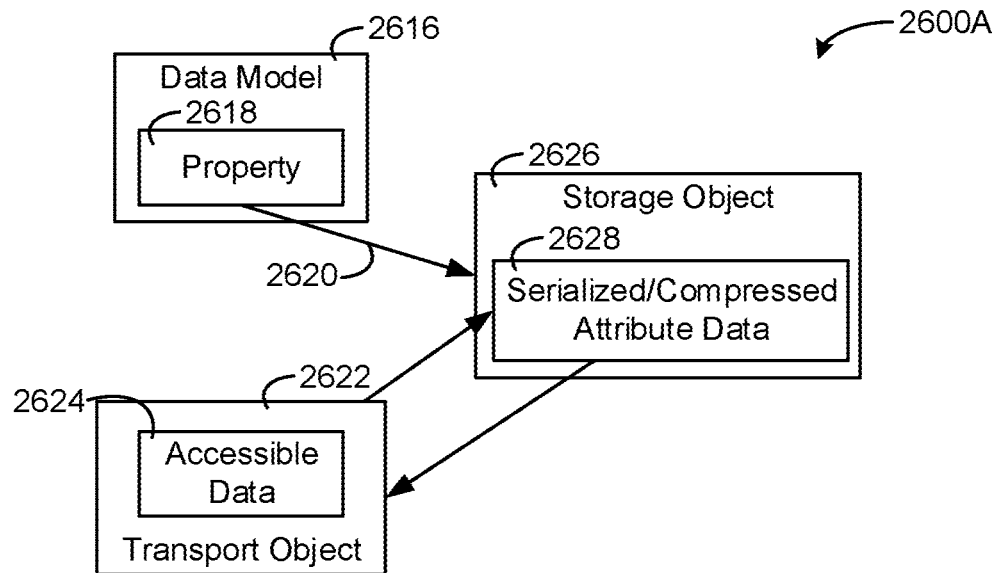 2600A
2616
Data Model
2618
Property
2620
2626
Storage Object
2628
Serialized/Compressed
Attribute Data
2622
2624
Accessible
Data
Transport Object